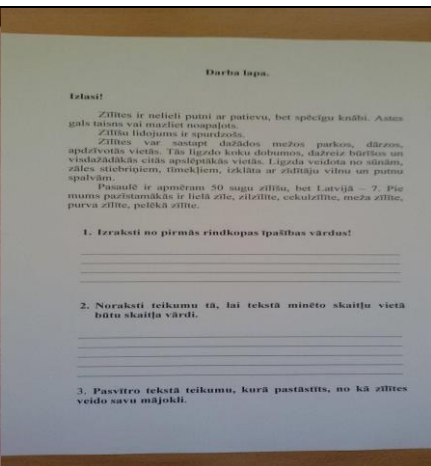 Darba lapa.
Izlasi!
Zīlītes ir nelieli putni ar patievu, bet spēcīgu knābi. Astes
gals taisns vai mazliet noapaļots.
Zīlīšu lidojums ir spurdzošs.
Zīlītes var sastapt dažādos mežos parkos, dārzos,
apdzīvotās vietās. Tās ligzdo koku dobumos, dažreiz būrīšos un
visdažādākās citās apslēptākās vietās. Ligzda veidota no sūnām,
zāles stiebriņiem, tīmekļiem, izklāta ar zīdītāju vilnu un putnu
spalvām.
Pasaulē ir apmēram 50 sugu zīlīšu, bet Latvijā – 7. Pie
mums pazīstamākās ir lielā zīle, zilzīlīte, cekulzīlīte, meža zīlīte,
purva zīlīte, pelēkā zīlīte.
1. Izraksti no pirmās rindkopas īpašības vārdus!
2. Noraksti teikumu tā, lai tekstā minēto skaitļu vietā
būtu skaitļa vārdi.
3. Pasvītro tekstā teikumu, kurā pastāstīts, no kā zīlītes
veido savu mājokli.